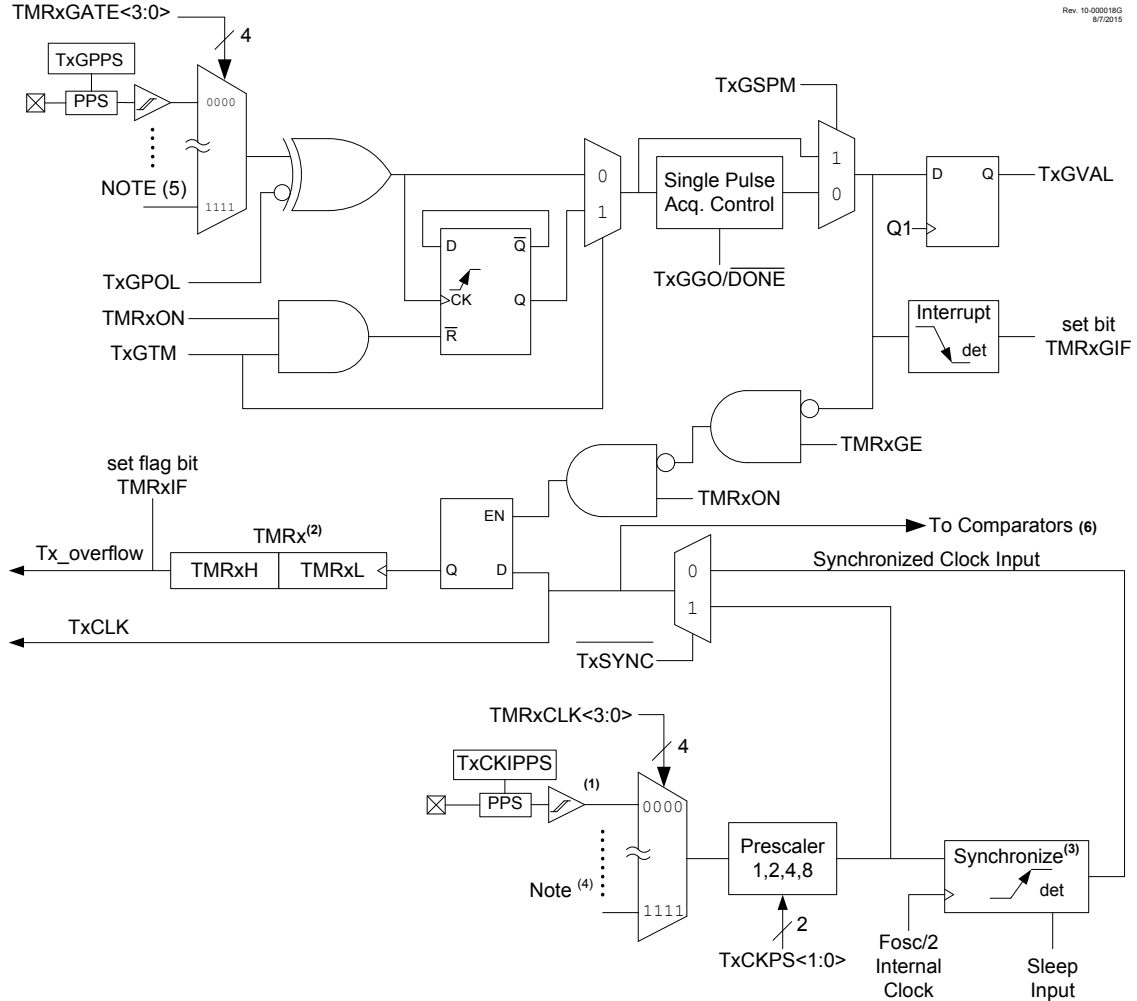 Rev. 10-000018G
8/7/2015
TMRxGATE<3:0>
4
TxGPPS
PPS
0000
NOTE (5)
1111
TxGPOL
TMRxON
TxGTM
D
Q
CK
Q
R
0
1
TxGSPM
Single Pulse
Acq. Control
TxGGO/DONE
1
0
D
Q
Q1
TxGVAL
Interrupt
det
set bit
TMRxGIF
TMRxGE
TMRxON
set flag bit
TMRxIF
Tx_overflow
TMRx(2)
TMRxH
TMRxL
EN
Q
D
To Comparators (6)
Synchronized Clock Input
0
1
TxCLK
TxSYNC
TMRxCLK<3:0>
4
TxCKIPPS
PPS
(1)
0000
Note (4)
1111
Prescaler
1,2,4,8
2
TxCKPS<1:0>
Synchronize(3)
det
Fosc/2
Internal
Clock
Sleep
Input